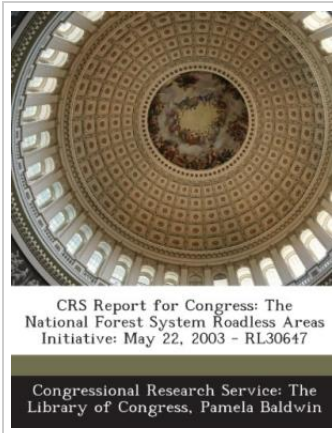 CRS Report for Congress: The
National Forest System Roadless Areas
Initiative: May 22, 2003 - RL30647
Congressional Research Service: The
Library of Congress, Pamela Baldwin